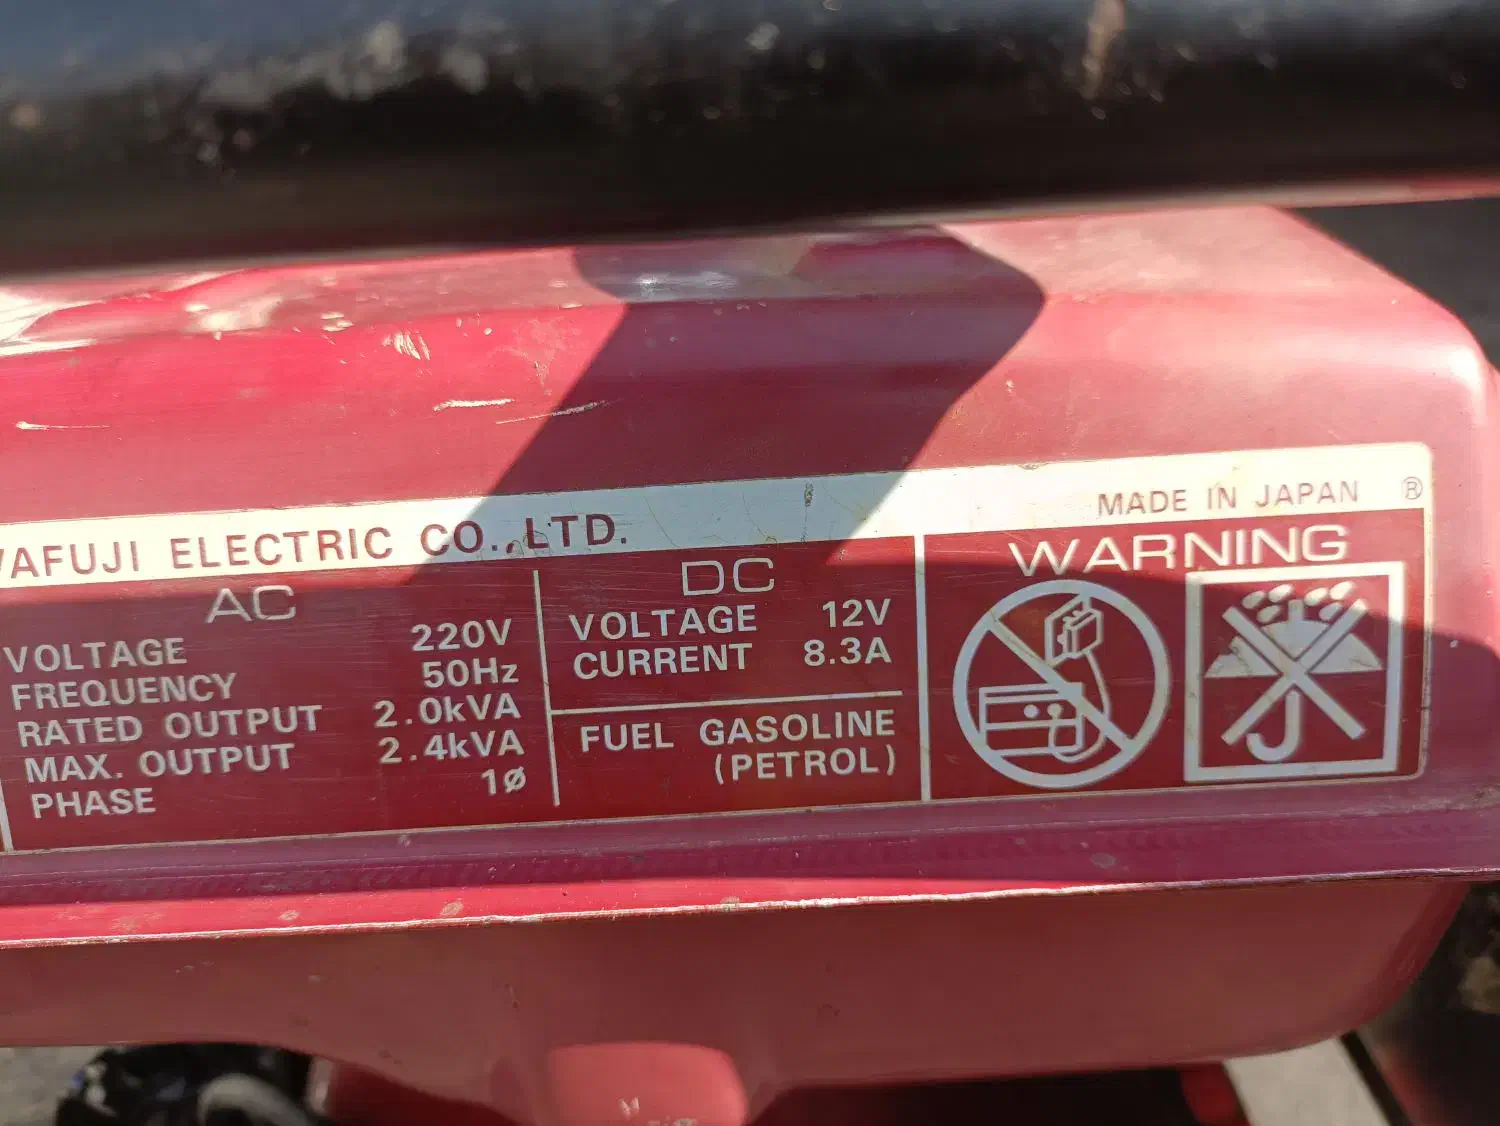 AFUJI ELECTRIC CO.,LTD.
MADE IN JAPAN ®
AC
VOLTAGE 220V
FREQUENCY 50Hz
RATED OUTPUT 2.0kVA
MAX. OUTPUT 2.4kVA
PHASE 1ø
DC
VOLTAGE 12V
CURRENT 8.3A
FUEL GASOLINE
(PETROL)
WARNING